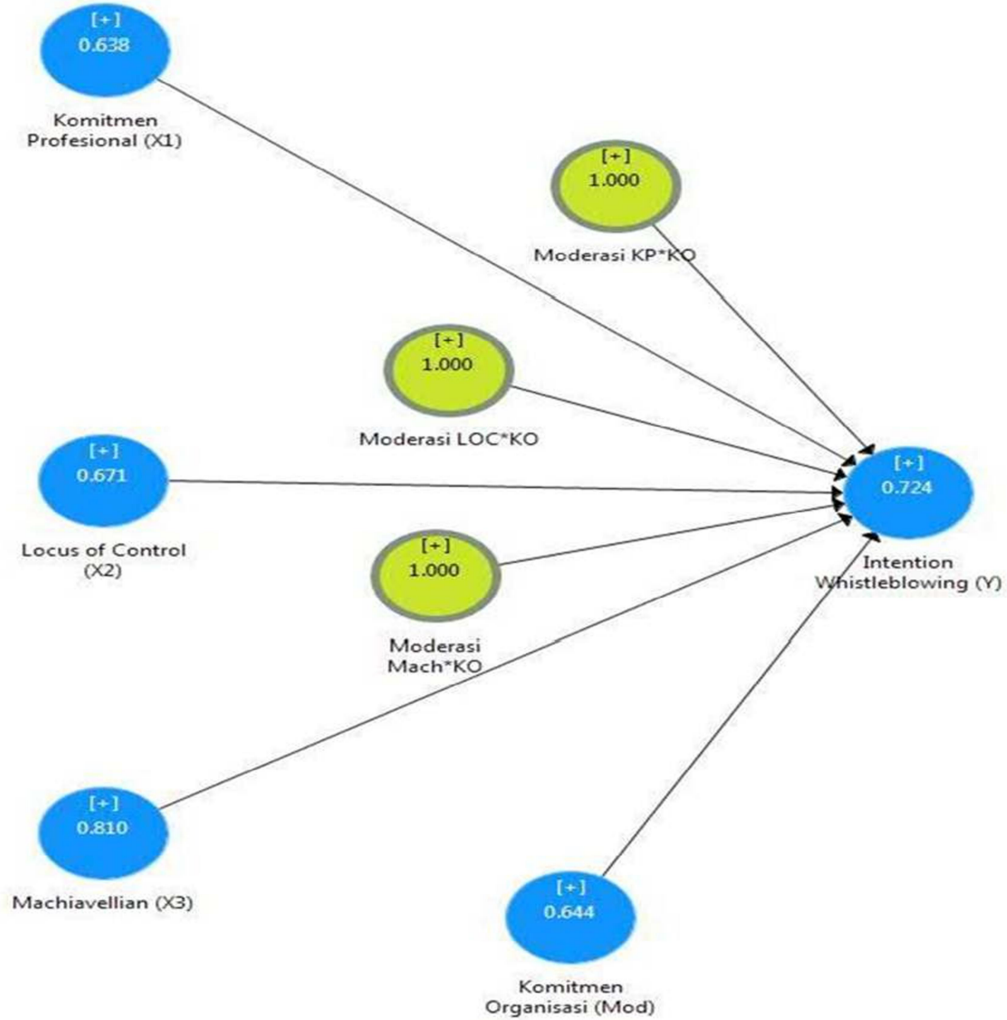 [+]
0.638
Komitmen
Profesional (X1)
[+]
1.000
Moderasi KP*KO
[+]
1.000
Moderasi LOC*KO
[+]
0.671
Locus of Control
(X2)
[+]
0.724
Intention
Whistleblowing (Y)
[+]
1.000
Moderasi
Mach*KO
[+]
0.810
Machiavellian (X3)
[+]
0.644
Komitmen
Organisasi (Mod)